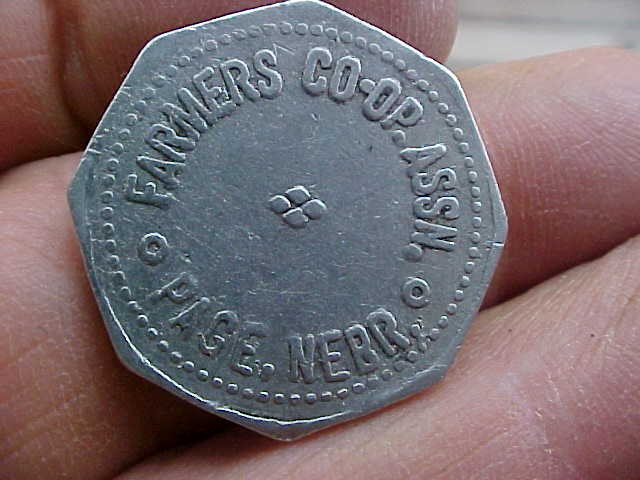 FARMERS CO-OP. ASSN.
PAGE. NEBR.